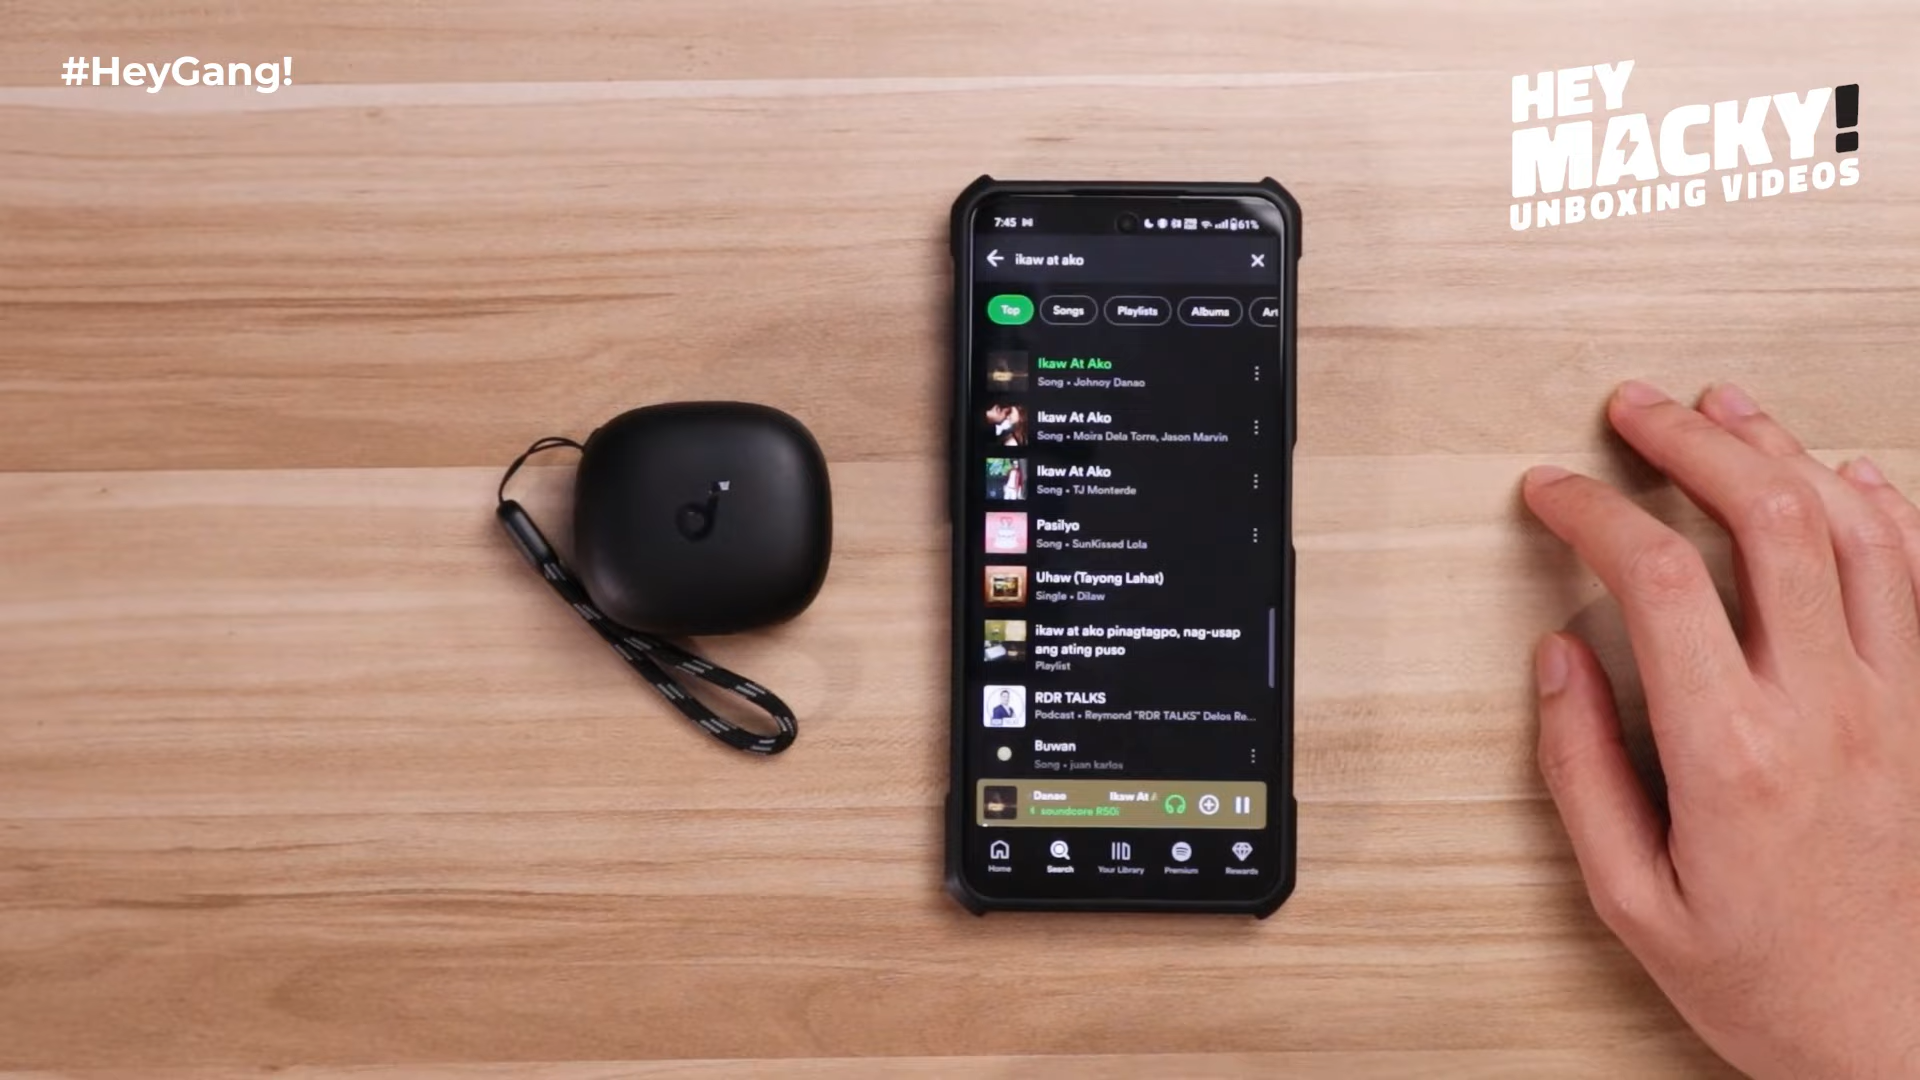 #HeyGang!
HEY
MACKY!
UNBOXING VIDEOS
7:45
61%
ikaw at ako
Top
Songs
Playlists
Albums
Art
Ikaw At Ako
Song • Johnoy Danao
Ikaw At Ako
Song • Moira Dela Torre, Jason Marvin
Ikaw At Ako
Song • TJ Monterde
Pasilyo
Song • SunKissed Lola
Uhaw (Tayong Lahat)
Single • Dilaw
ikaw at ako pinagtagpo, nag-usap
ang ating puso
Playlist
RDR TALKS
Podcast • Reymond "RDR TALKS" Delos Re...
Buwan
Song • juan karlos
Danao Ikaw At A
soundcore R50i
Home
Search
Your Library
Premium
Rewards